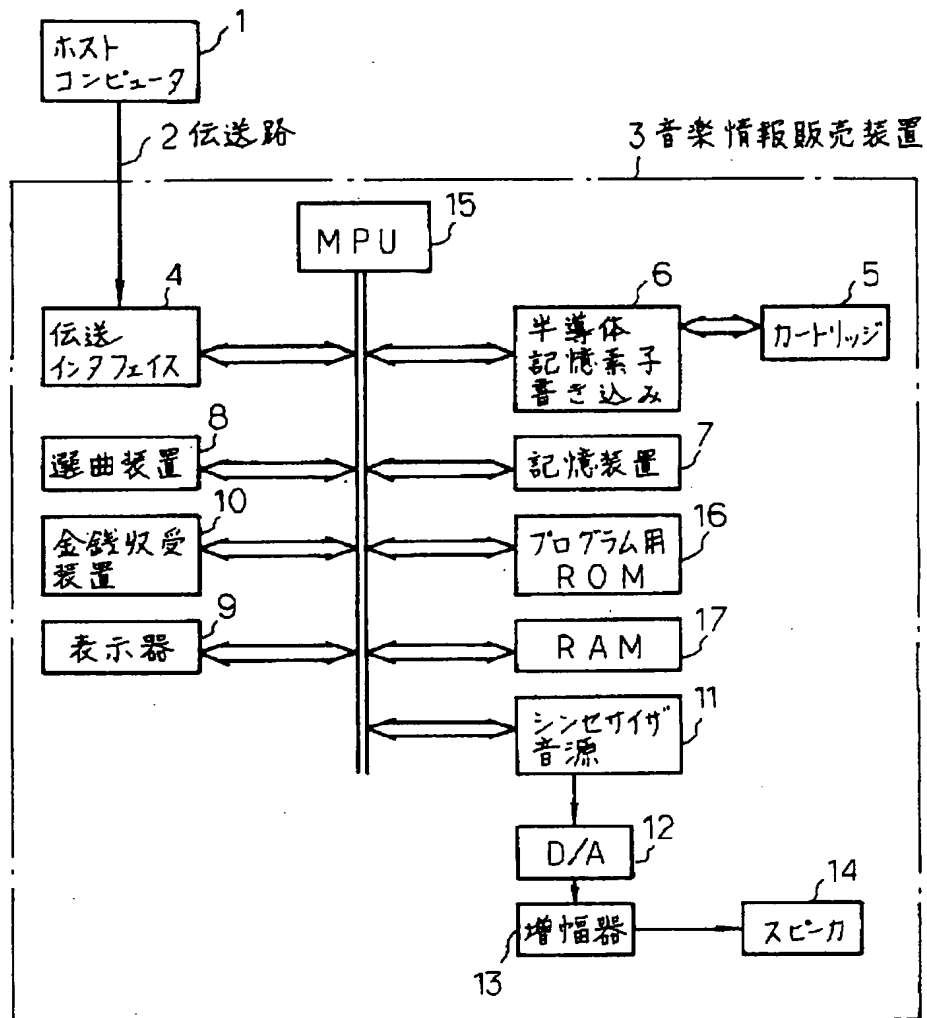 1
ホスト
コンピュータ
2伝送路
3音楽情報販売装置
15
MPU
4
伝送
インタフェイス
6
半導体
記憶素子
書き込み
5
カートリッジ
8
選曲装置
7
記憶装置
10
金銭収受
装置
16
プログラム用
ROM
9
表示器
17
RAM
11
シンセサイザ
音源
12
D/A
13
増幅器
14
スピーカ